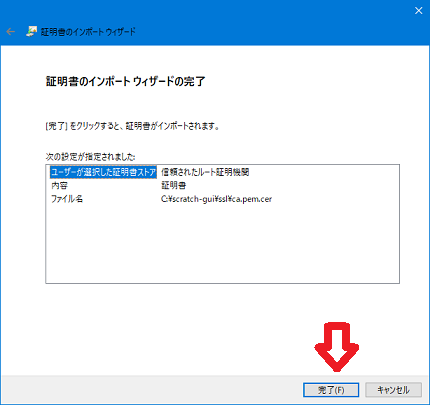 証明書のインポート ウィザード
証明書のインポート ウィザードの完了
[完了] をクリックすると、証明書がインポートされます。
次の設定が指定されました:
ユーザーが選択した証明書ストア 信頼されたルート証明機関
内容 証明書
ファイル名 C:¥scratch-gui¥ssl¥ca.pem.cer
完了(F) キャンセル